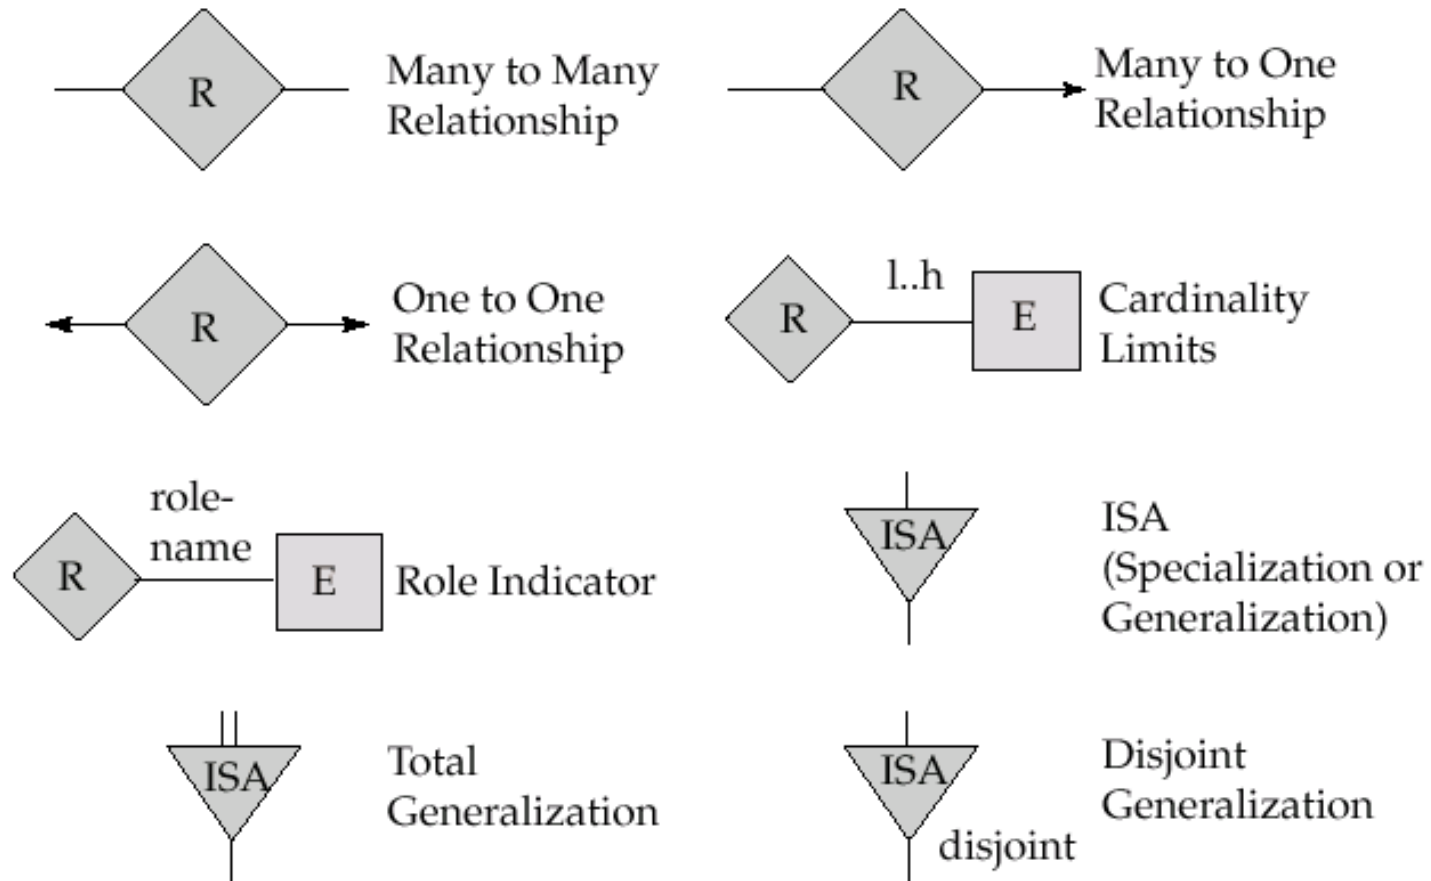 R
Many to Many
Relationship
R
Many to One
Relationship
R
One to One
Relationship
R
l..h
E
Cardinality
Limits
R
role-
name
E
Role Indicator
ISA
ISA
(Specialization or
Generalization)
ISA
Total
Generalization
ISA
disjoint
Disjoint
Generalization